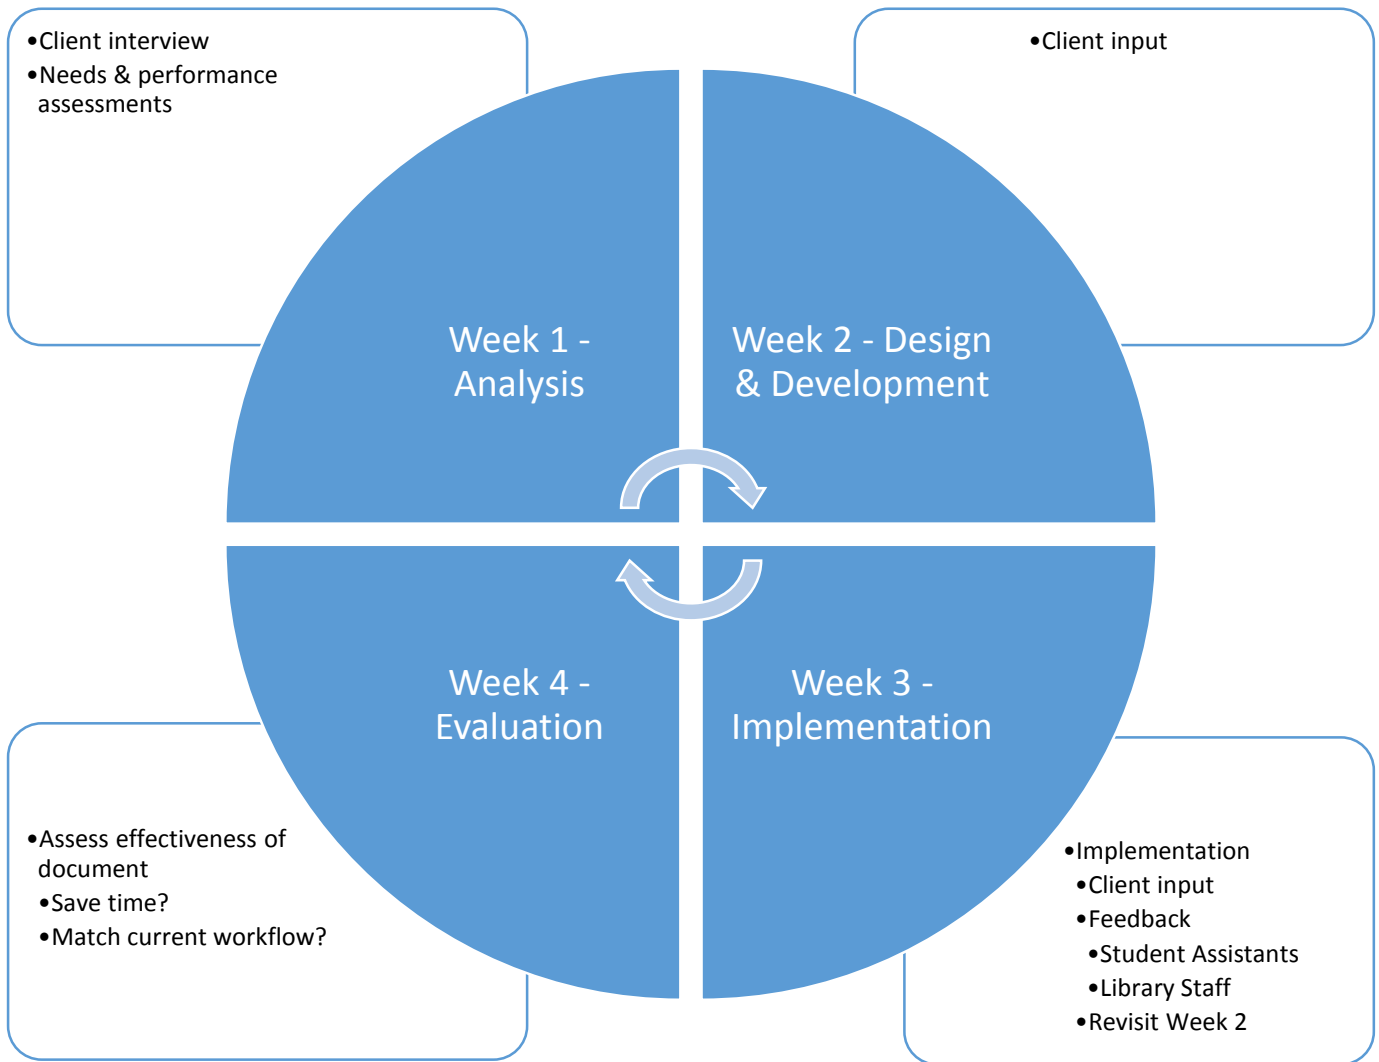 •Client interview
•Needs & performance
assessments
•Client input
Week 1 -
Analysis
Week 2 - Design
& Development
Week 4 -
Evaluation
Week 3 -
Implementation
•Assess effectiveness of
document
•Save time?
•Match current workflow?
•Implementation
•Client input
•Feedback
•Student Assistants
•Library Staff
•Revisit Week 2